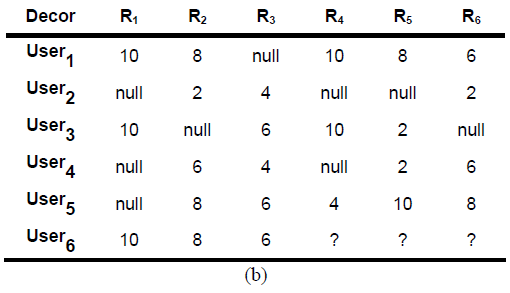 Decor R₁ R₂ R₃ R₄ R₅ R₆
User₁ 10 8 null 10 8 6
User₂ null 2 4 null null 2
User₃ 10 null 6 10 2 null
User₄ null 6 4 null 2 6
User₅ null 8 6 4 10 8
User₆ 10 8 6 ? ? ?
(b)